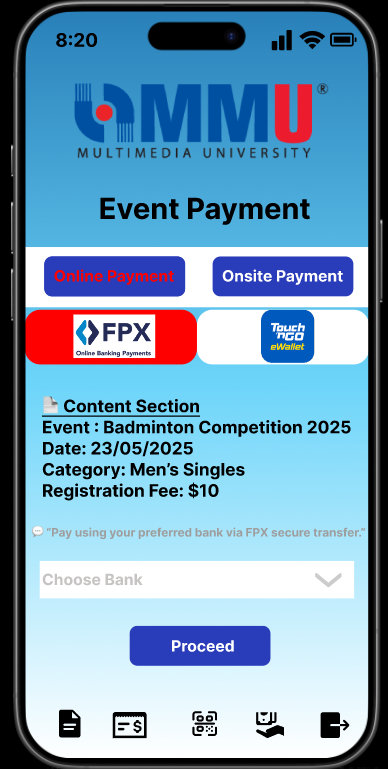 8:20
MMU®
MULTIMEDIA UNIVERSITY
Event Payment
Online Payment
Onsite Payment
FPX
Online Banking Payments
Touch
'n GO
eWallet
Content Section
Event : Badminton Competition 2025
Date: 23/05/2025
Category: Men’s Singles
Registration Fee: $10
“Pay using your preferred bank via FPX secure transfer.”
Choose Bank
Proceed
$